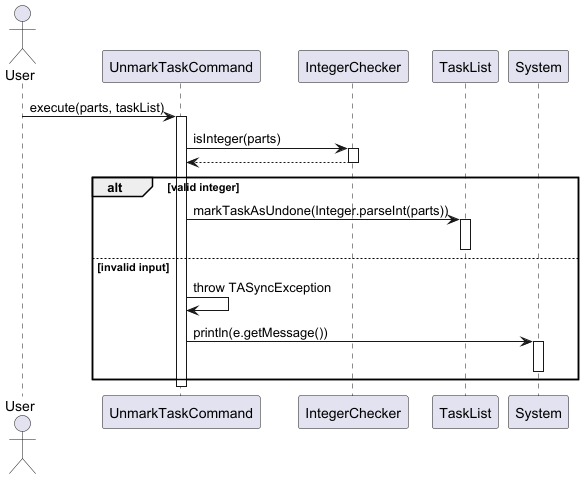 User
UnmarkTaskCommand
IntegerChecker
TaskList
System
execute(parts, taskList)
isInteger(parts)
alt
[valid integer]
markTaskAsUndone(Integer.parseInt(parts))
[invalid input]
throw TASyncException
println(e.getMessage())
User
UnmarkTaskCommand
IntegerChecker
TaskList
System